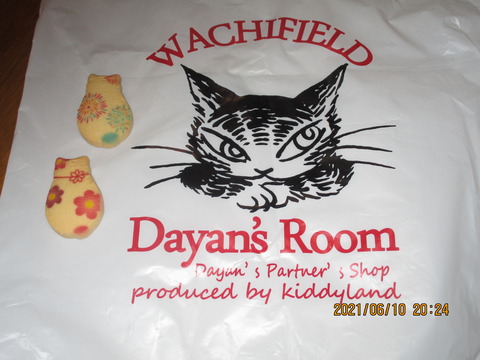 WACHIFIELD
Dayan's Room
Dayan's Partner's Shop
produced by kiddyland
2021/06/10 20:24